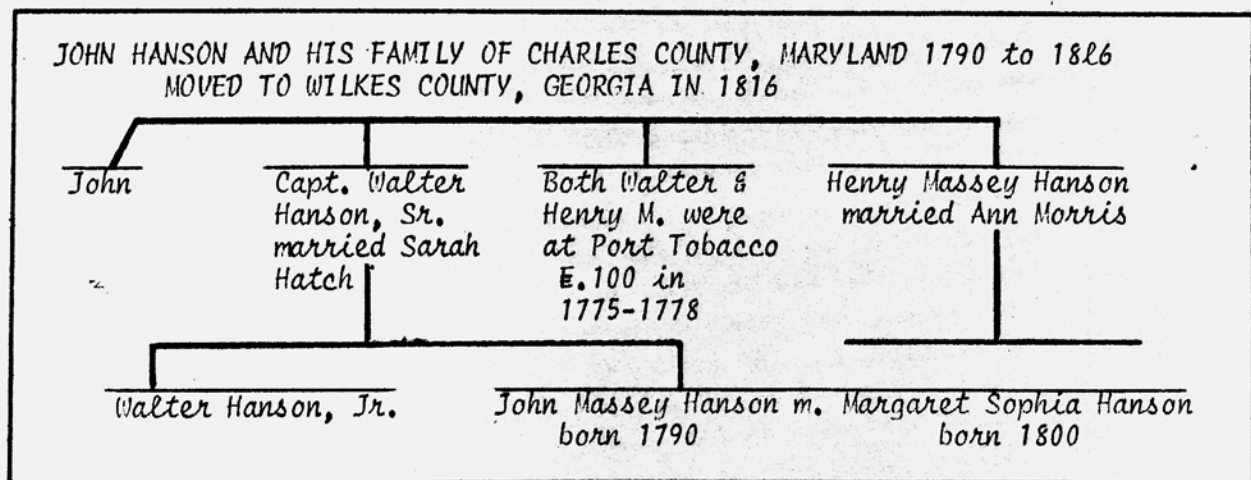 JOHN HANSON AND HIS FAMILY OF CHARLES COUNTY, MARYLAND 1790 to 1826
MOVED TO WILKES COUNTY, GEORGIA IN 1816
John
Capt. Walter
Hanson, Sr.
married Sarah
Hatch
Both Walter &
Henry M. were
at Port Tobacco
E.100 in
1775-1778
Henry Massey Hanson
married Ann Morris
Walter Hanson, Jr.
John Massey Hanson m. Margaret Sophia Hanson
born 1790
born 1800